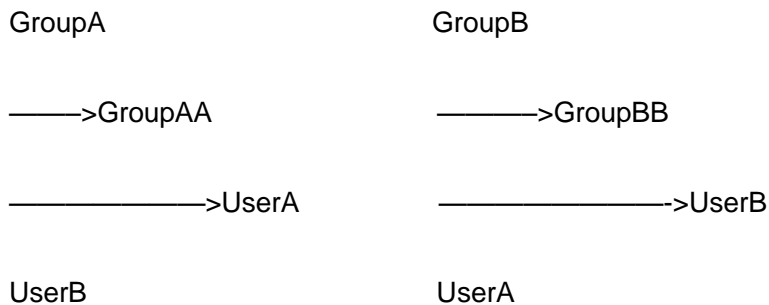 GroupA GroupB
———>GroupAA ————>GroupBB
———————>UserA ————————->UserB
UserB UserA